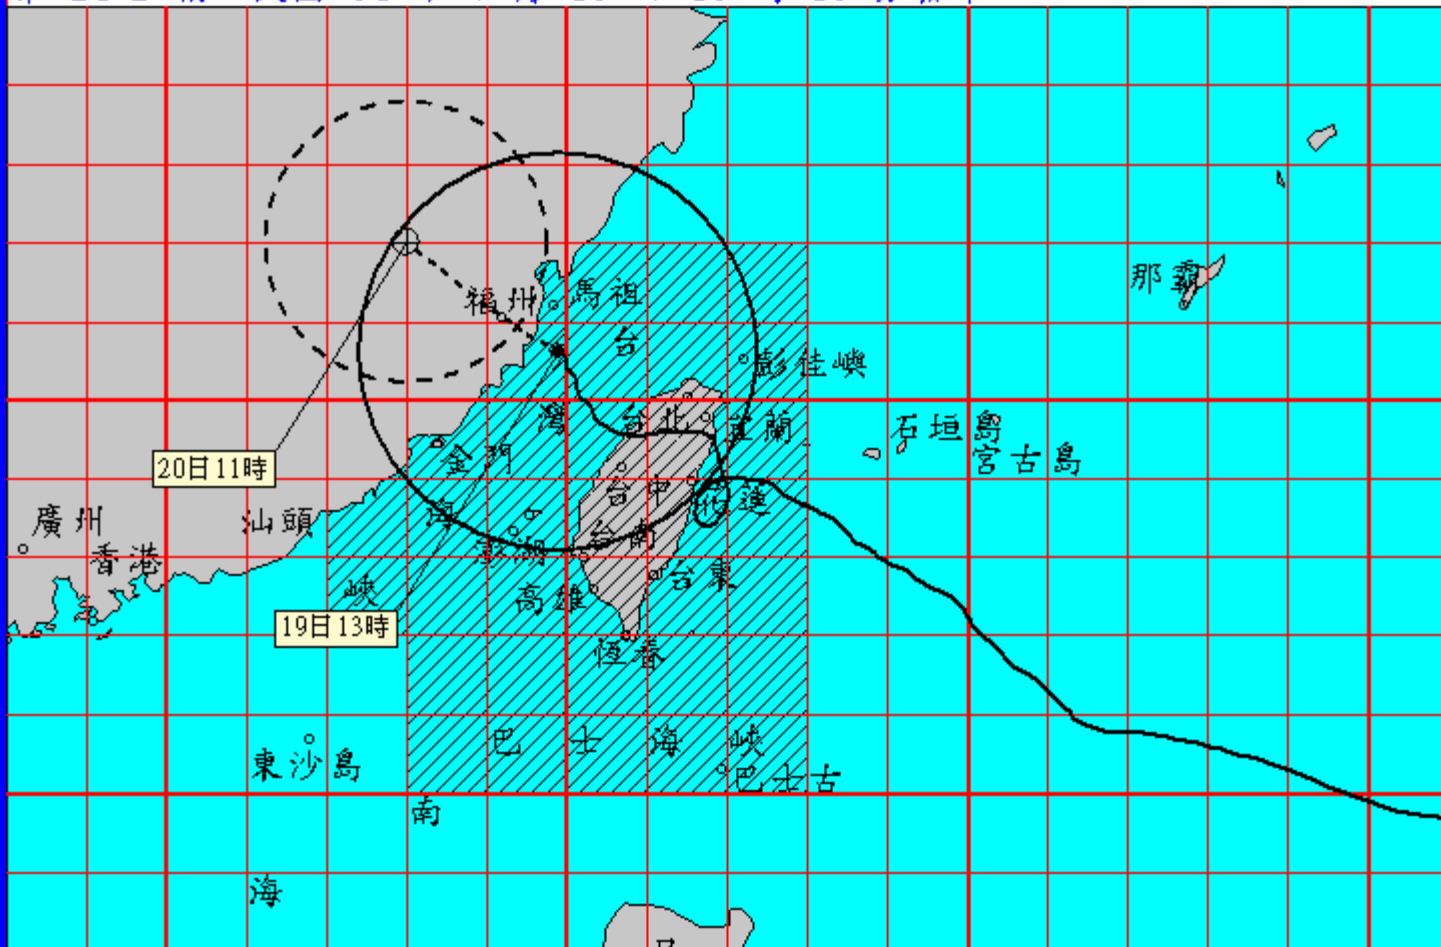 那霸
福州
馬祖
台
彭佳嶼
灣
台北
宜蘭
石垣島
宮古島
金門
20日11時
台中
花蓮
廣州
汕頭
海
香港
澎湖
台南
台東
峽
高雄
19日13時
恆春
巴士海峽
東沙島
巴士古
南
海